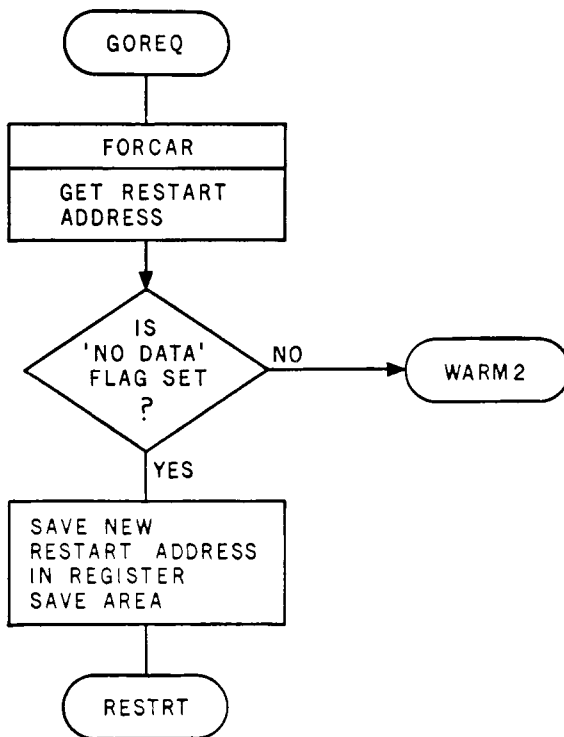 GOREQ
FORCAR
GET RESTART
ADDRESS
IS
'NO DATA'
FLAG SET
?
NO
WARM2
YES
SAVE NEW
RESTART ADDRESS
IN REGISTER
SAVE AREA
RESTRT